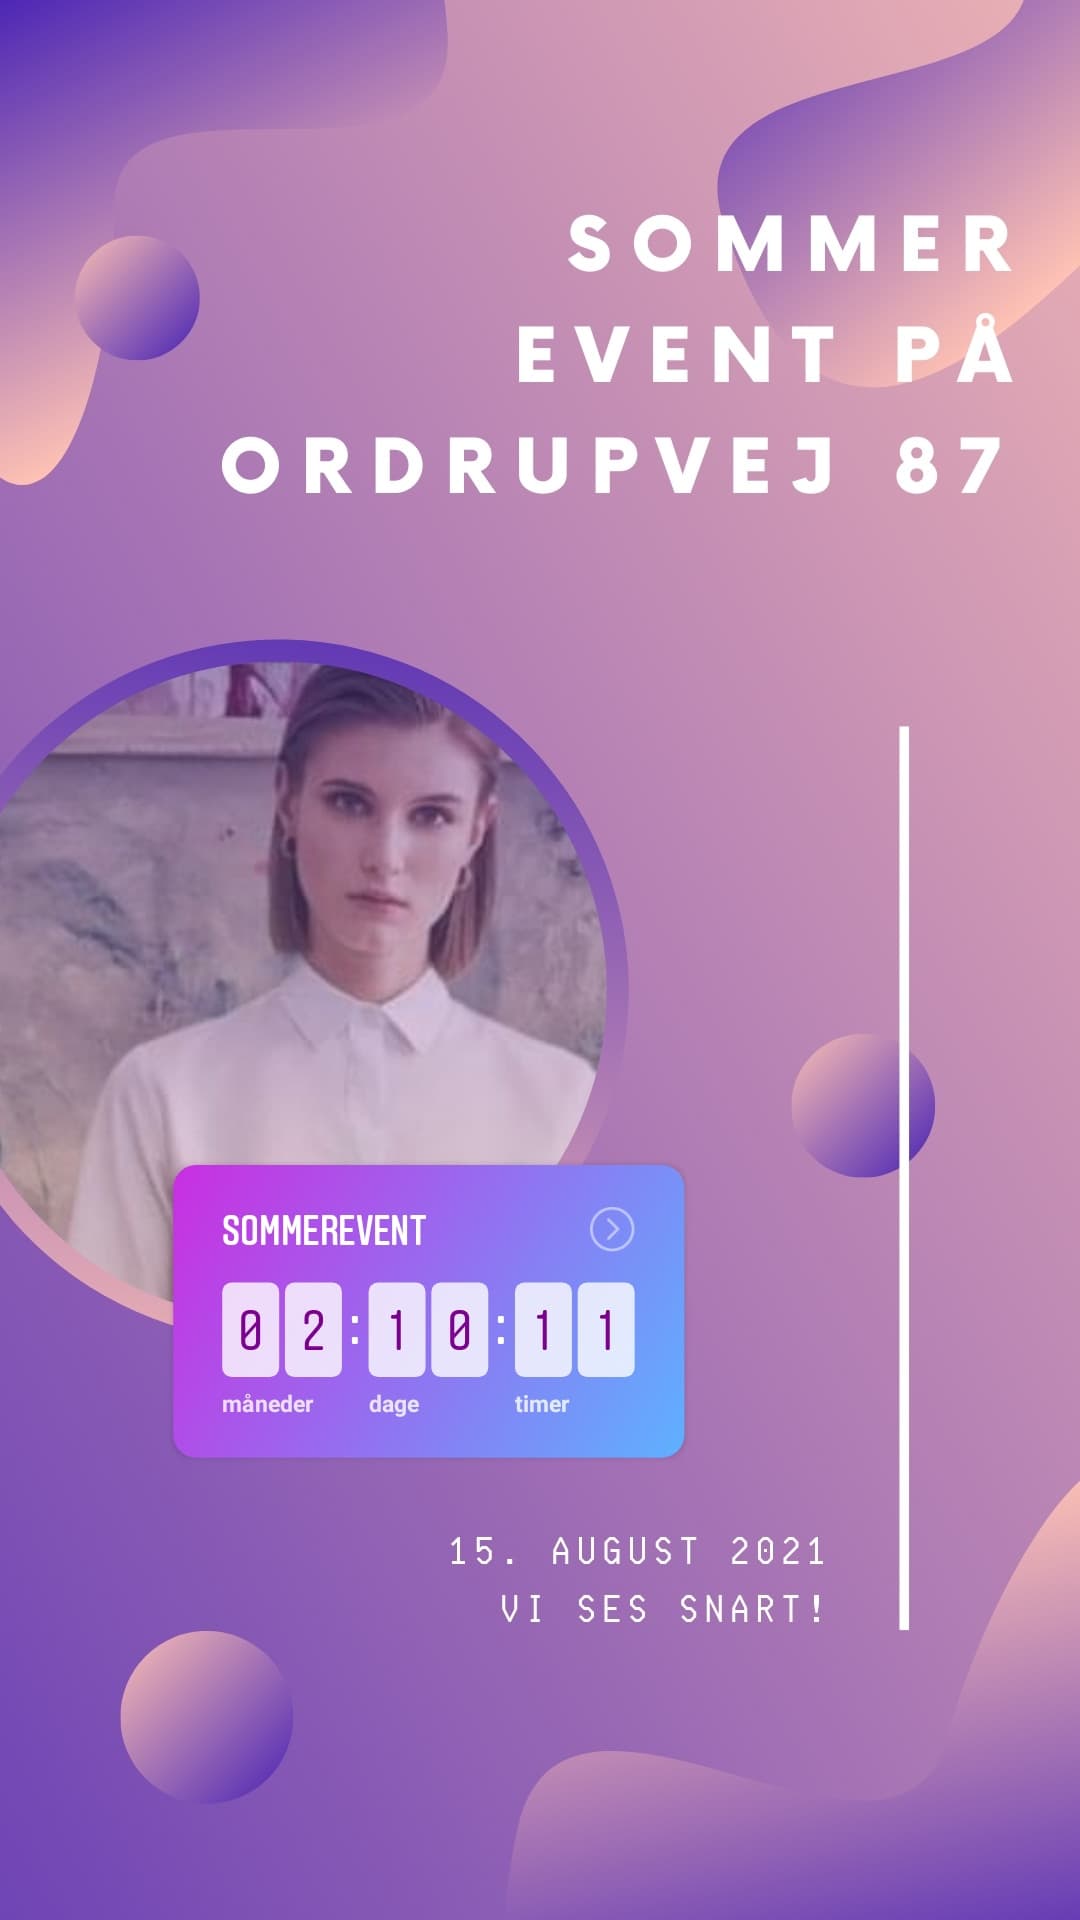 SOMMER
EVENT PÅ
ORDRUPVEJ 87
SOMMEREVENT
02:10:11
måneder dage timer
15. AUGUST 2021
VI SES SNART!